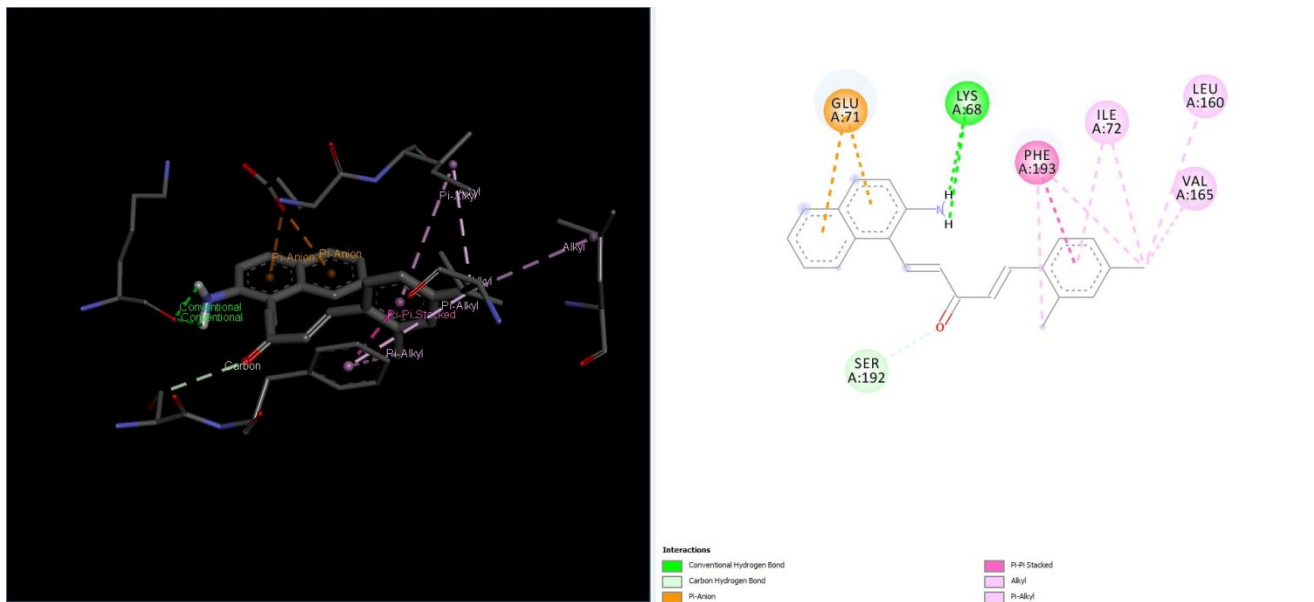 Pi-Alkyl
Alkyl
Pi-Anion
Pi-Anion
Conventional
Conventional
Pi-Alkyl
Pi-Pi Stacked
Pi-Alkyl
Carbon
GLU
A:71
LYS
A:68
PHE
A:193
ILE
A:72
LEU
A:160
VAL
A:165
N
H
H
O
SER
A:192
Interactions
Conventional Hydrogen Bond
Carbon Hydrogen Bond
Pi-Anion
Pi-Pi Stacked
Alkyl
Pi-Alkyl